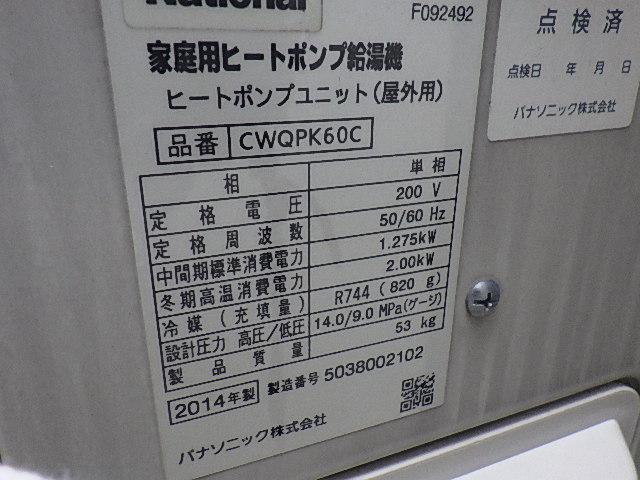 National
F092492
家庭用ヒートポンプ給湯機
ヒートポンプユニット(屋外用)
品番 CWQPK60C
相 単相
定格電圧 200 V
定格周波数 50/60 Hz
中間期標準消費電力 1.275kW
冬期高温消費電力 2.00kW
冷媒(充填量) R744(820 g)
設計圧力 高圧/低圧 14.0/9.0 MPa(ゲージ)
製品質量 53 kg
2014年製 製造番号 5038002102
パナソニック株式会社
点検済
点検日 年 月 日
パナソニック株式会社